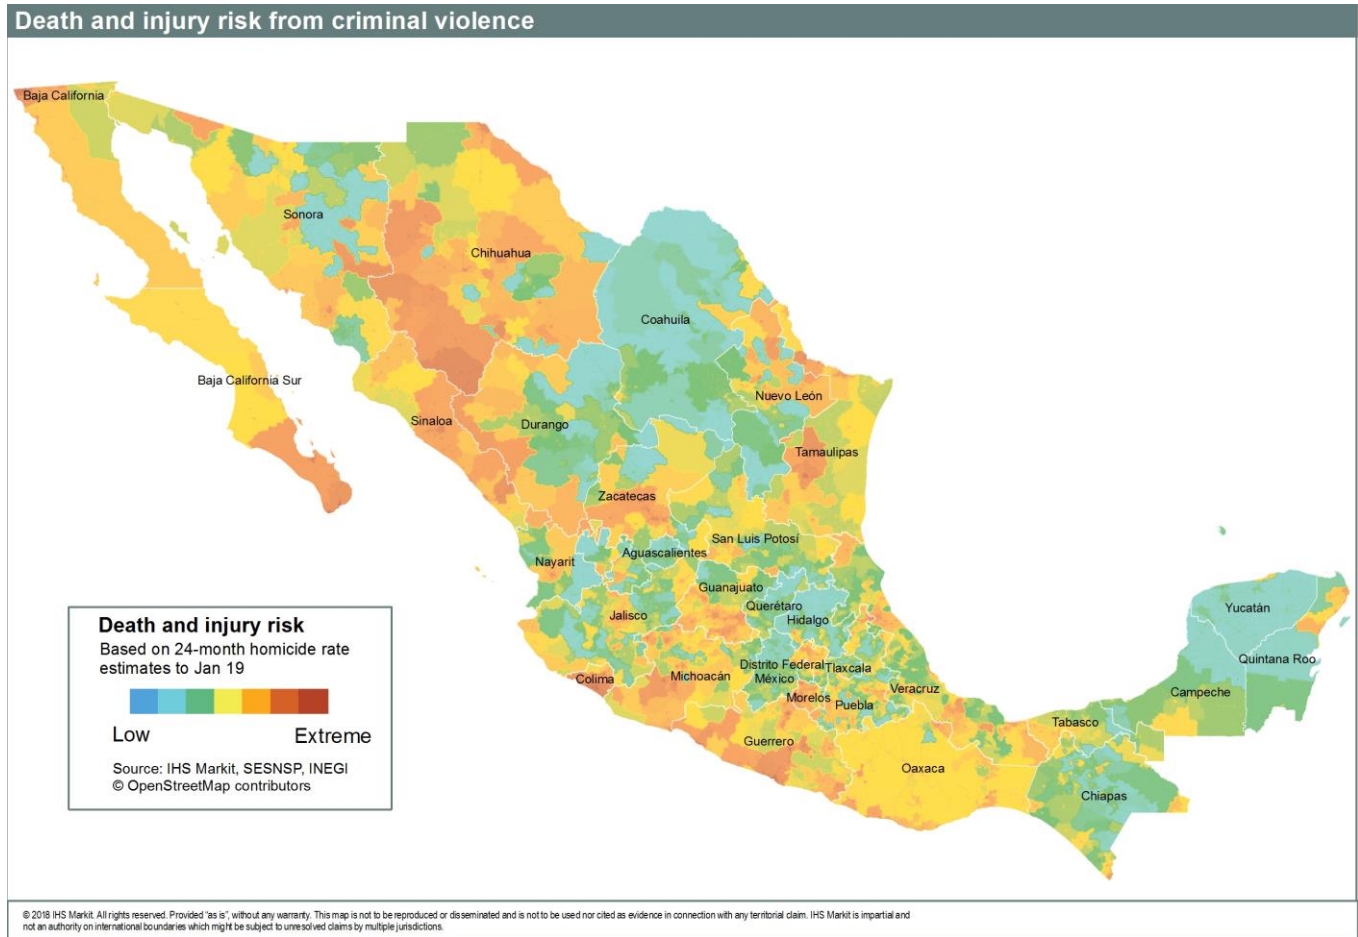 Death and injury risk from criminal violence
Baja California
Sonora
Chihuahua
Coahuila
Baja California Sur
Nuevo León
Sinaloa
Durango
Tamaulipas
Zacatecas
San Luis Potosí
Nayarit
Aguascalientes
Guanajuato
Querétaro
Jalisco
Hidalgo
Yucatán
Quintana Roo
Distrito Federal
Tlaxcala
Colima
Michoacán
México
Morelos
Puebla
Veracruz
Campeche
Tabasco
Guerrero
Oaxaca
Chiapas
Death and injury risk
Based on 24-month homicide rate
estimates to Jan 19
Low Extreme
Source: IHS Markit, SESNSP, INEGI
© OpenStreetMap contributors
© 2018 IHS Markit. All rights reserved. Provided "as is", without any warranty. This map is not to be reproduced or disseminated and is not to be used nor cited as evidence in connection with any territorial claim. IHS Markit is impartial and
not an authority on international boundaries which might be subject to unresolved claims by multiple jurisdictions.